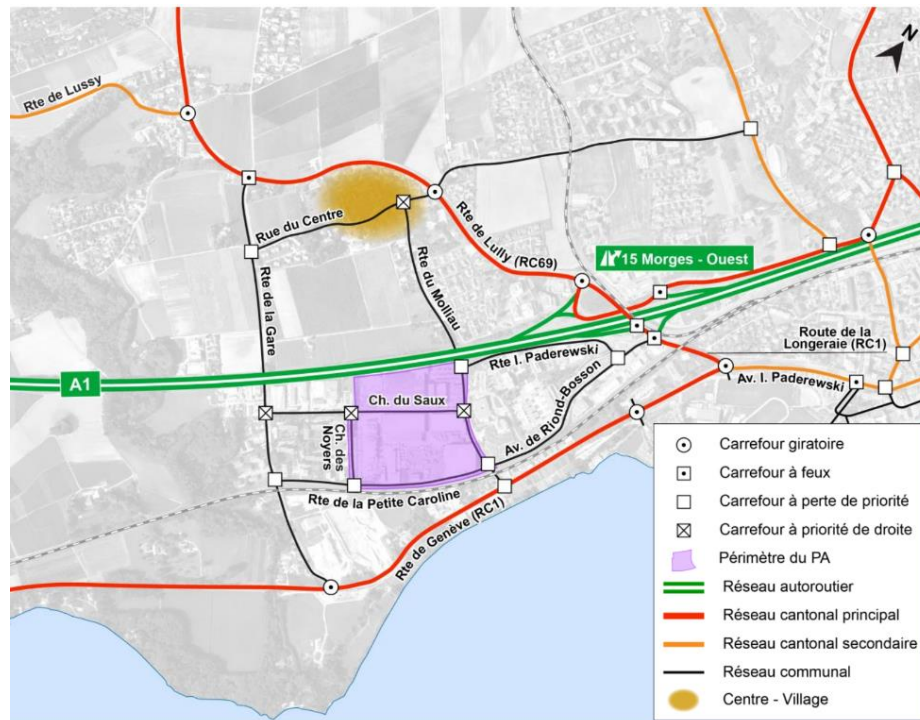 N
Rte de Lussy
Rue du Centre
Rte de Lully (RC69)
15 Morges - Ouest
Rte du Molliau
Rte de la Gare
Route de la
Longeraie (RC1)
Rte I. Paderewski
A1
Av. I. Paderewski
Ch. du Saux
Ch. des
Noyers
Av. de Riond-Bosson
Rte de la Petite Caroline
Rte de Genève (RC1)
Carrefour giratoire
Carrefour à feux
Carrefour à perte de priorité
Carrefour à priorité de droite
Périmètre du PA
Réseau autoroutier
Réseau cantonal principal
Réseau cantonal secondaire
Réseau communal
Centre - Village